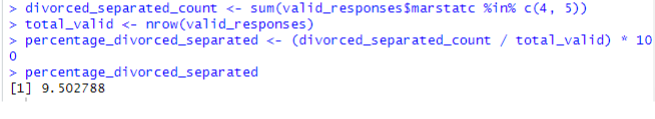 > divorced_separated_count <- sum(valid_responses$marstatc %in% c(4, 5))
> total_valid <- nrow(valid_responses)
> percentage_divorced_separated <- (divorced_separated_count / total_valid) * 10
0
> percentage_divorced_separated
[1] 9.502788